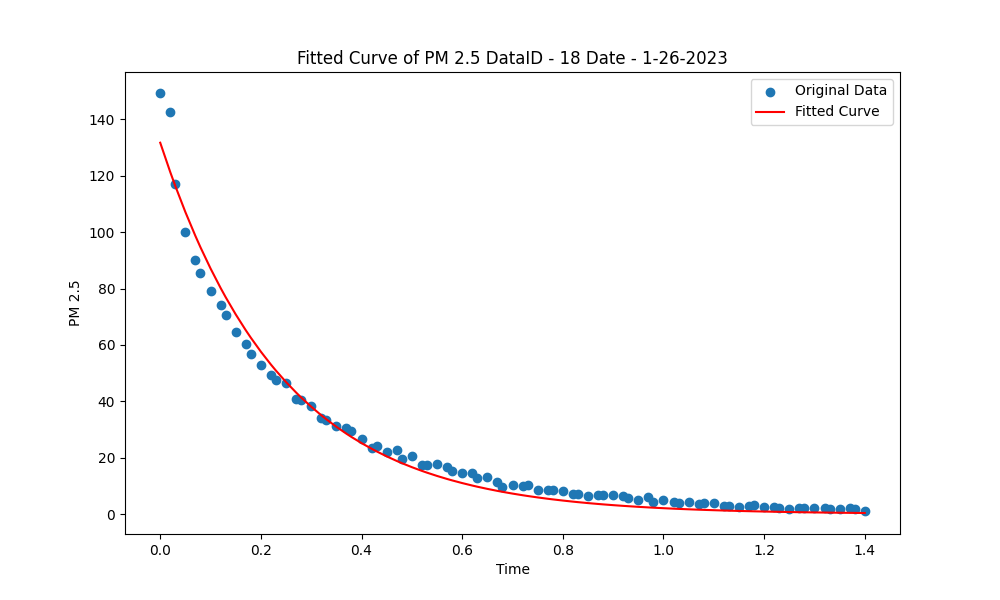 Fitted Curve of PM 2.5 DataID - 18 Date - 1-26-2023
Original Data
Fitted Curve
PM 2.5
140
120
100
80
60
40
20
0
0.0 0.2 0.4 0.6 0.8 1.0 1.2 1.4
Time